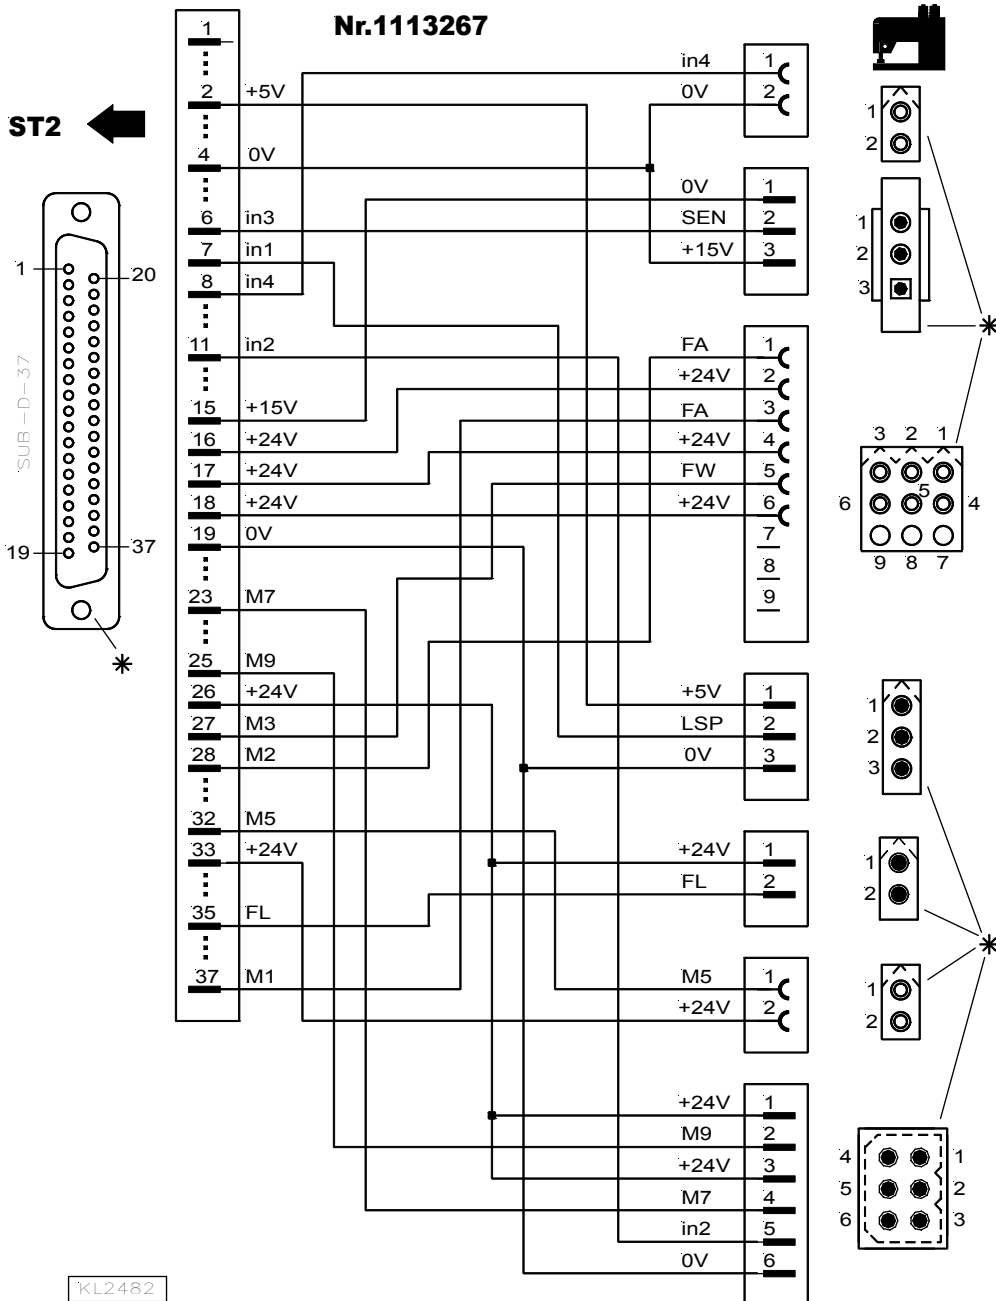 Nr.1113267
ST2
1
2 +5V
4 0V
6 in3
7 in1
8 in4
11 in2
15 +15V
16 +24V
17 +24V
18 +24V
19 0V
23 M7
25 M9
26 +24V
27 M3
28 M2
32 M5
33 +24V
35 FL
37 M1
1 20
19 37
SUB-D-37
*
in4 1
0V 2
0V 1
SEN 2
+15V 3
FA 1
+24V 2
FA 3
+24V 4
FW 5
+24V 6
7
8
9
+5V 1
LSP 2
0V 3
+24V 1
FL 2
M5 1
+24V 2
+24V 1
M9 2
+24V 3
M7 4
in2 5
0V 6
1
2
1
2
3
*
3 2 1
6 5 4
9 8 7
1
2
3
1
2
*
1
2
4 1
5 2
6 3
KL2482